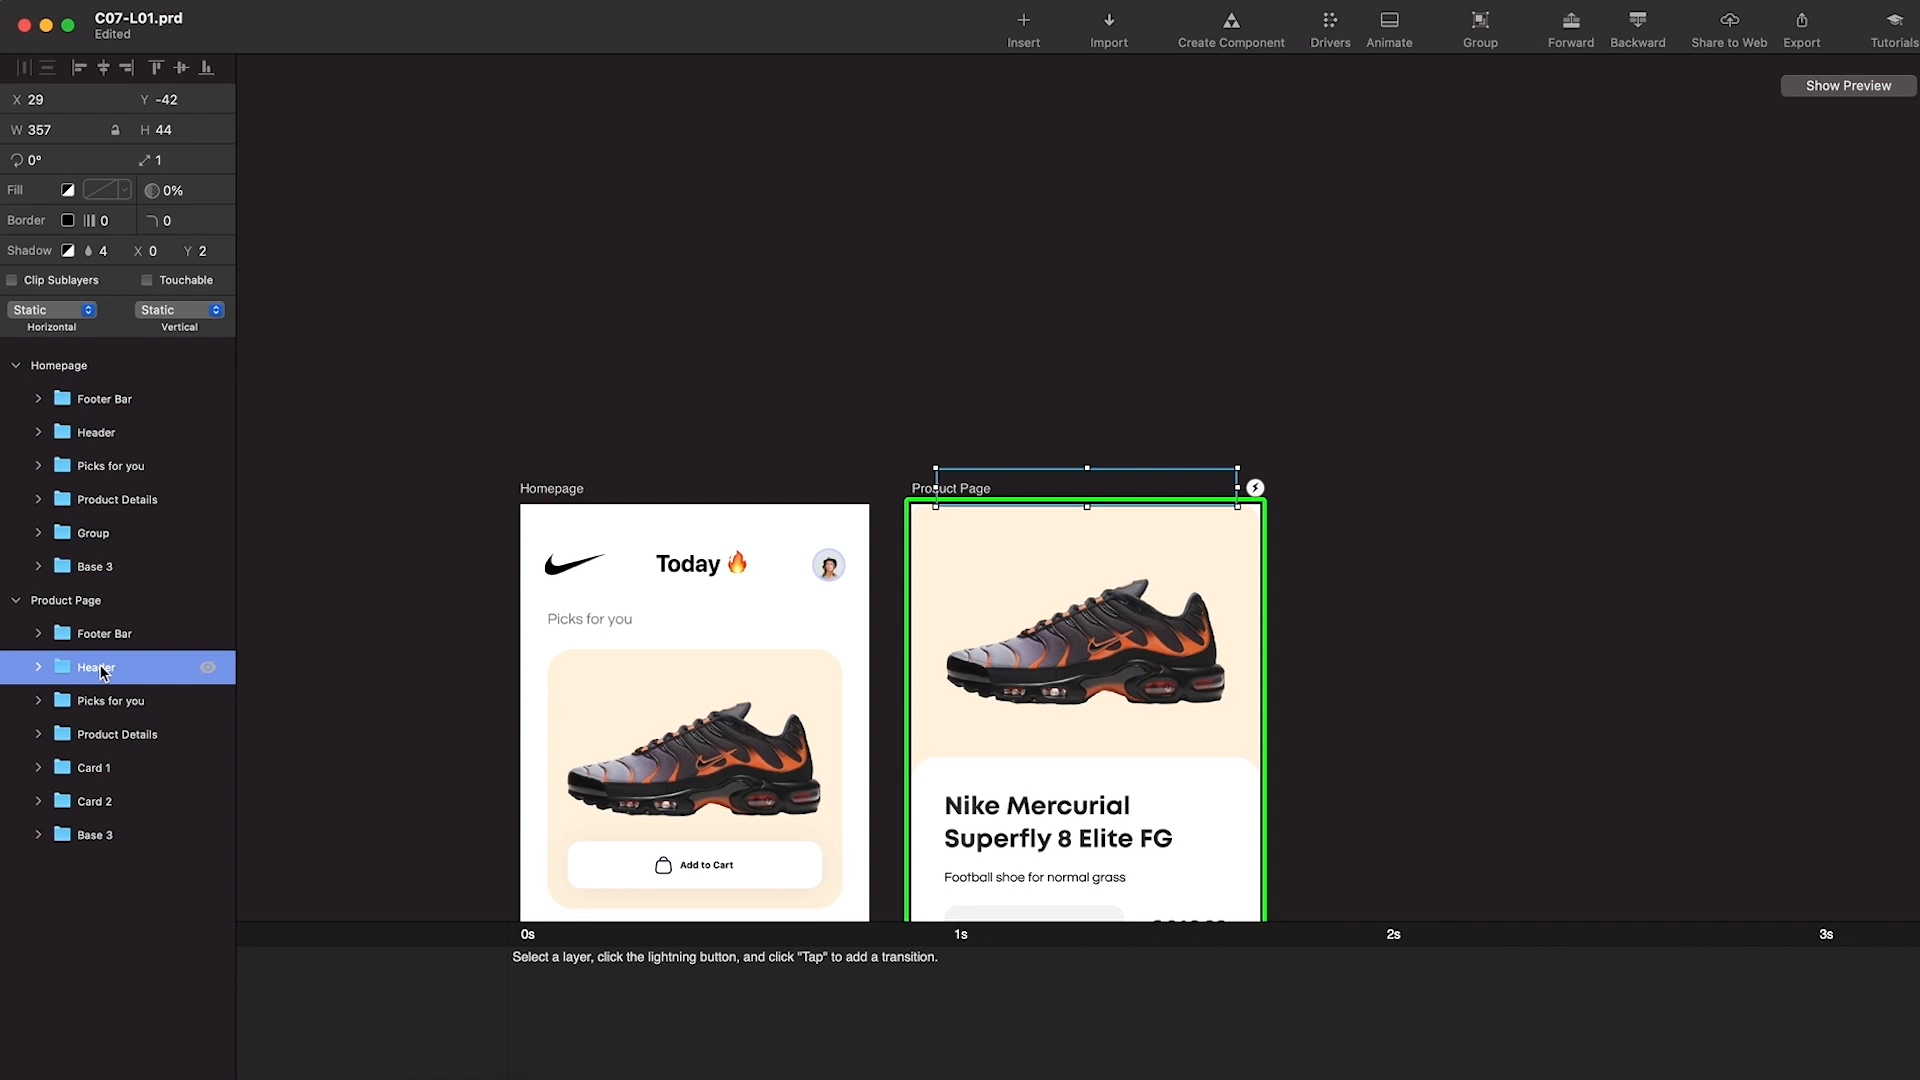 C07-L01.prd
Edited
Insert
Import
Create Component
Drivers
Animate
Group
Forward
Backward
Share to Web
Export
Tutorials
Show Preview
X 29 Y -42
W 357 H 44
0° 1
Fill 0%
Border 0 0
Shadow 4 X 0 Y 2
Clip Sublayers Touchable
Static Static
Horizontal Vertical
Homepage
Footer Bar
Header
Picks for you
Product Details
Group
Base 3
Product Page
Footer Bar
Header
Picks for you
Product Details
Card 1
Card 2
Base 3
Homepage
Today 🔥
Picks for you
Add to Cart
Product Page
Nike Mercurial
Superfly 8 Elite FG
Football shoe for normal grass
0s 1s 2s 3s
Select a layer, click the lightning button, and click "Tap" to add a transition.